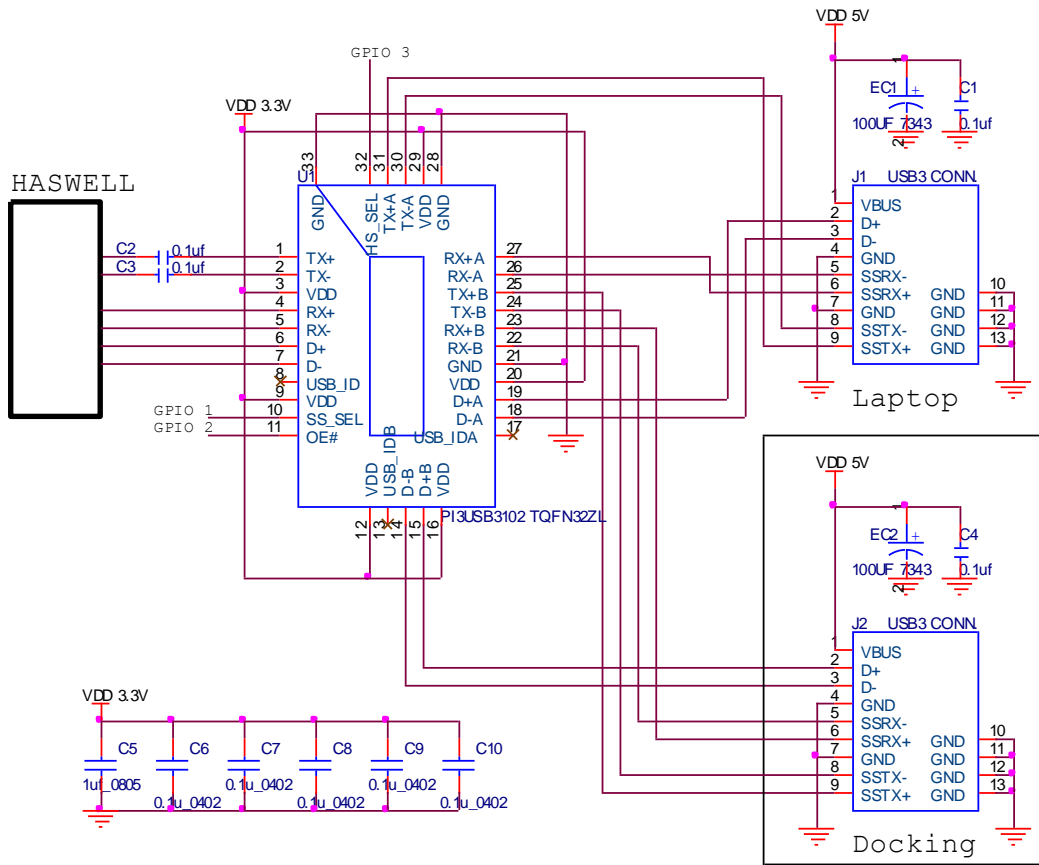 VDD 5V
GPIO 3
EC1
1
+
C1
100UF 7343
0.1uf
2
VDD 3.3V
33
32
31
30
29
28
HASWELL
U1
GND
HS_SEL
TX+A
TX-A
VDD
GND
J1 USB3 CONN.
1 VBUS
2 D+
3 D-
4 GND
5 SSRX-
6 SSRX+ GND 10
7 GND GND 11
8 SSTX- GND 12
9 SSTX+ GND 13
Laptop
C2 0.1uf
C3 0.1uf
1 TX+
2 TX-
3 VDD
4 RX+
5 RX-
6 D+
7 D-
8 USB_ID
9 VDD
10 SS_SEL
11 OE#
GPIO 1
GPIO 2
RX+A 27
RX-A 26
TX+B 25
TX-B 24
RX+B 23
RX-B 22
GND 21
VDD 20
D+A 19
D-A 18
USB_IDA 17
VDD
USB_IDB
D-B
D+B
VDD
12
13
14
15
16
PI3USB3102 TQFN32ZL
VDD 5V
EC2
+
C4
100UF 7343
0.1uf
2
J2 USB3 CONN.
1 VBUS
2 D+
3 D-
4 GND
5 SSRX-
6 SSRX+ GND 10
7 GND GND 11
8 SSTX- GND 12
9 SSTX+ GND 13
Docking
VDD 3.3V
C5 C6 C7 C8 C9 C10
1uf_0805 0.1u_0402 0.1u_0402
0.1u_0402 0.1u_0402 0.1u_0402